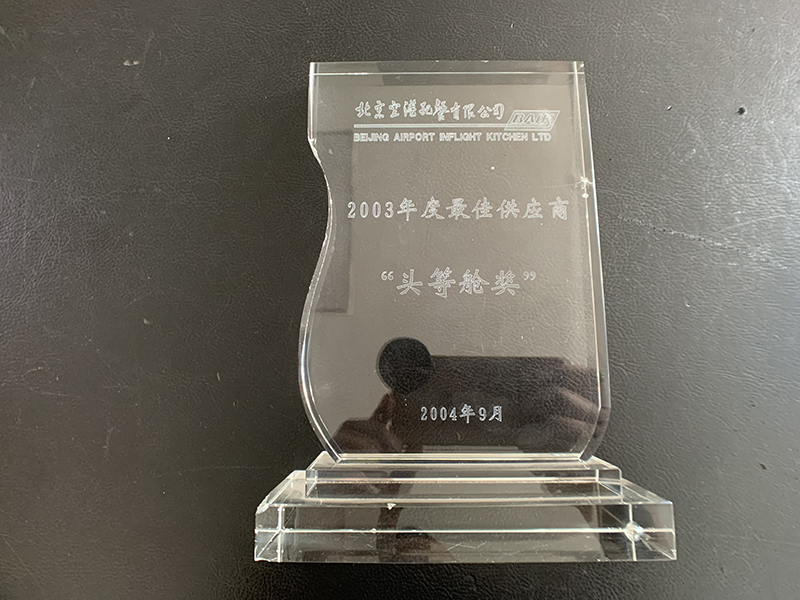 北京空港配餐有限公司 BAIK
BEIJING AIRPORT INFLIGHT KITCHEN LTD
2003年度最佳供应商
“头等舱奖”
2004年9月